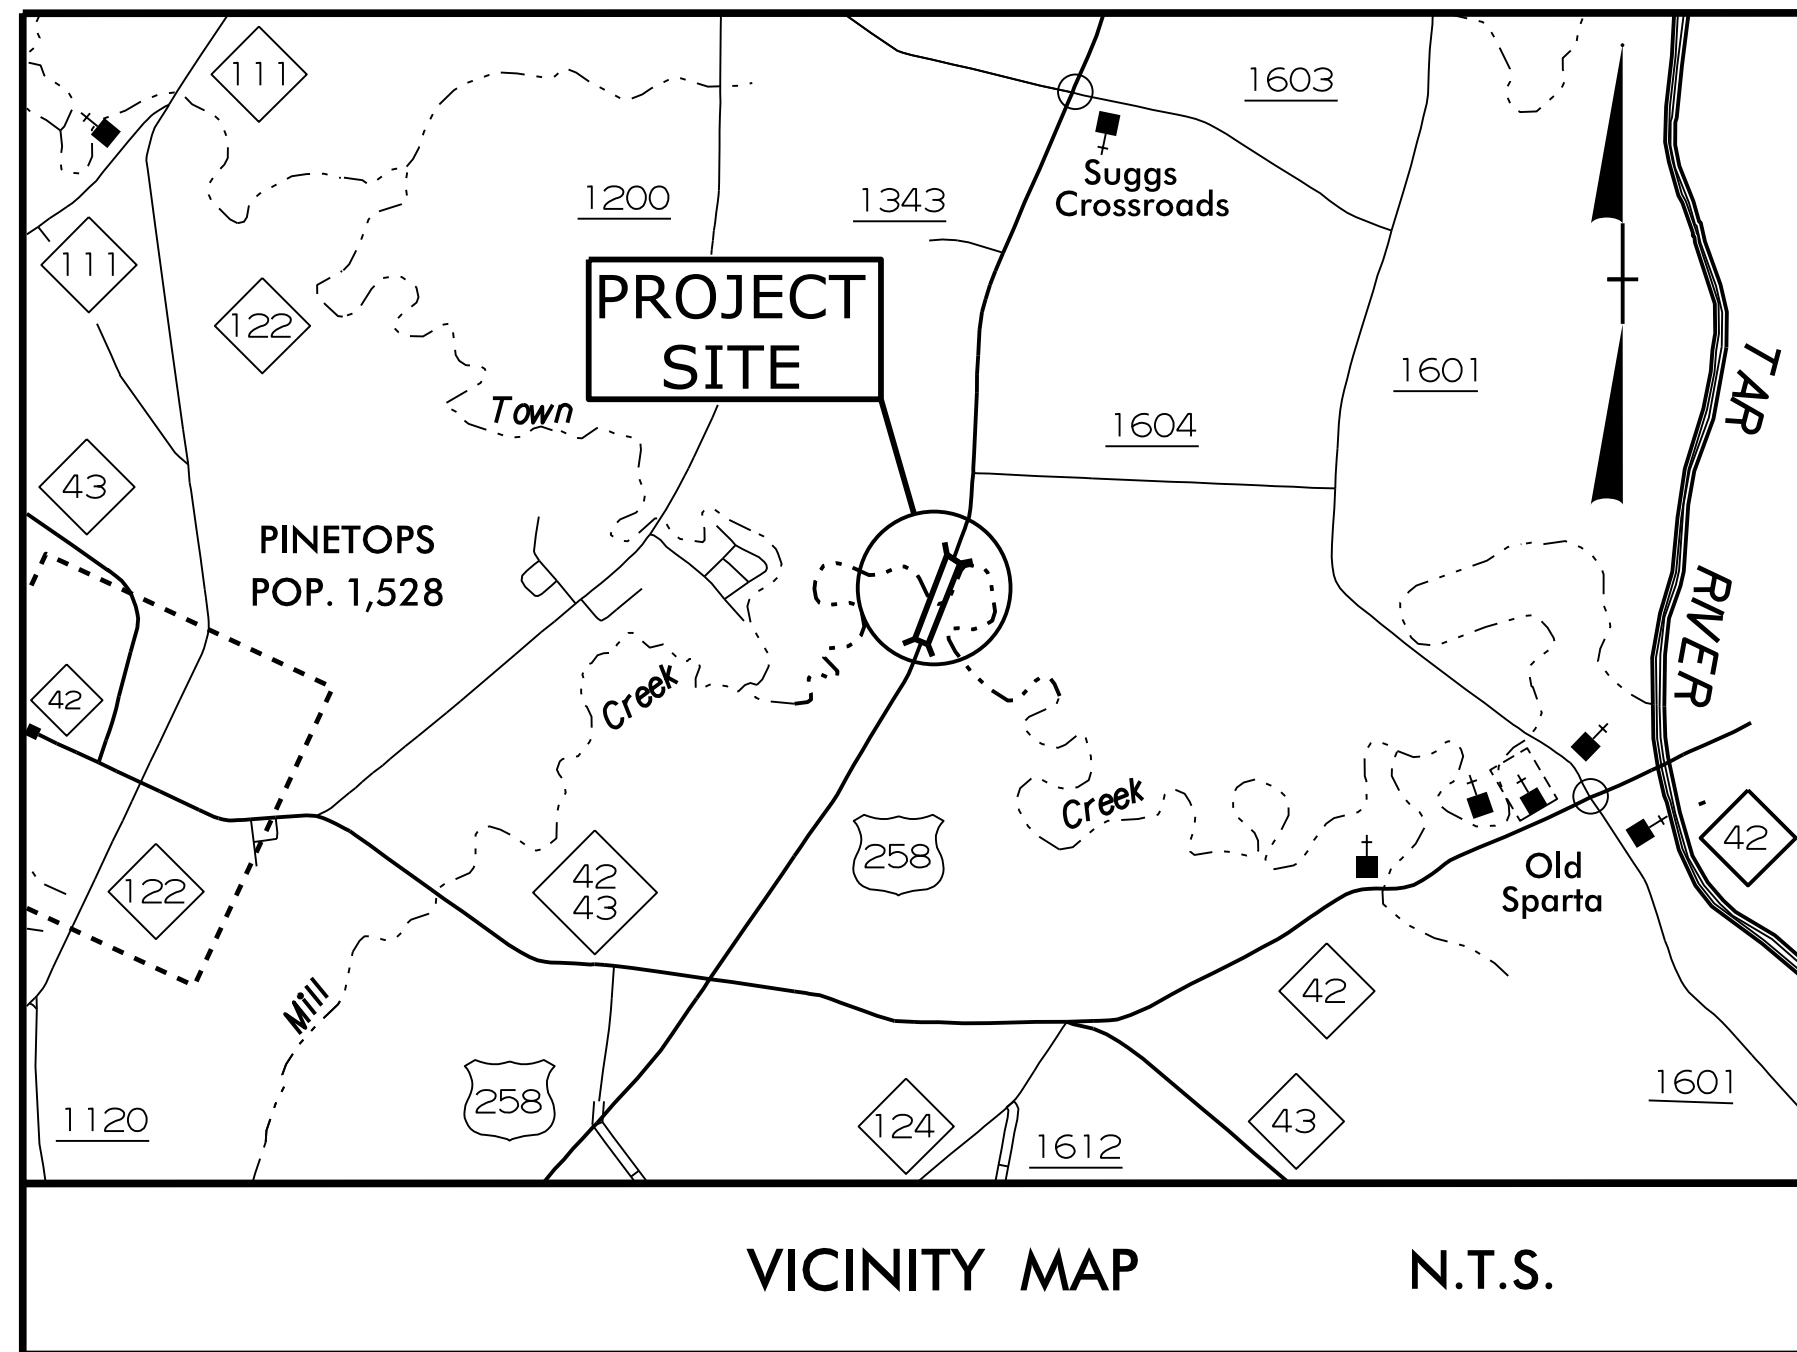 111
1603
Suggs
Crossroads
1200
1343
111
122
PROJECT
SITE
TAR
1601
Town
1604
43
PINETOPS
POP. 1,528
RIVER
42
Creek
Creek
42
258
42
43
Old
Sparta
122
42
Mill
1601
258
1120
124
43
1612
VICINITY MAP N.T.S.